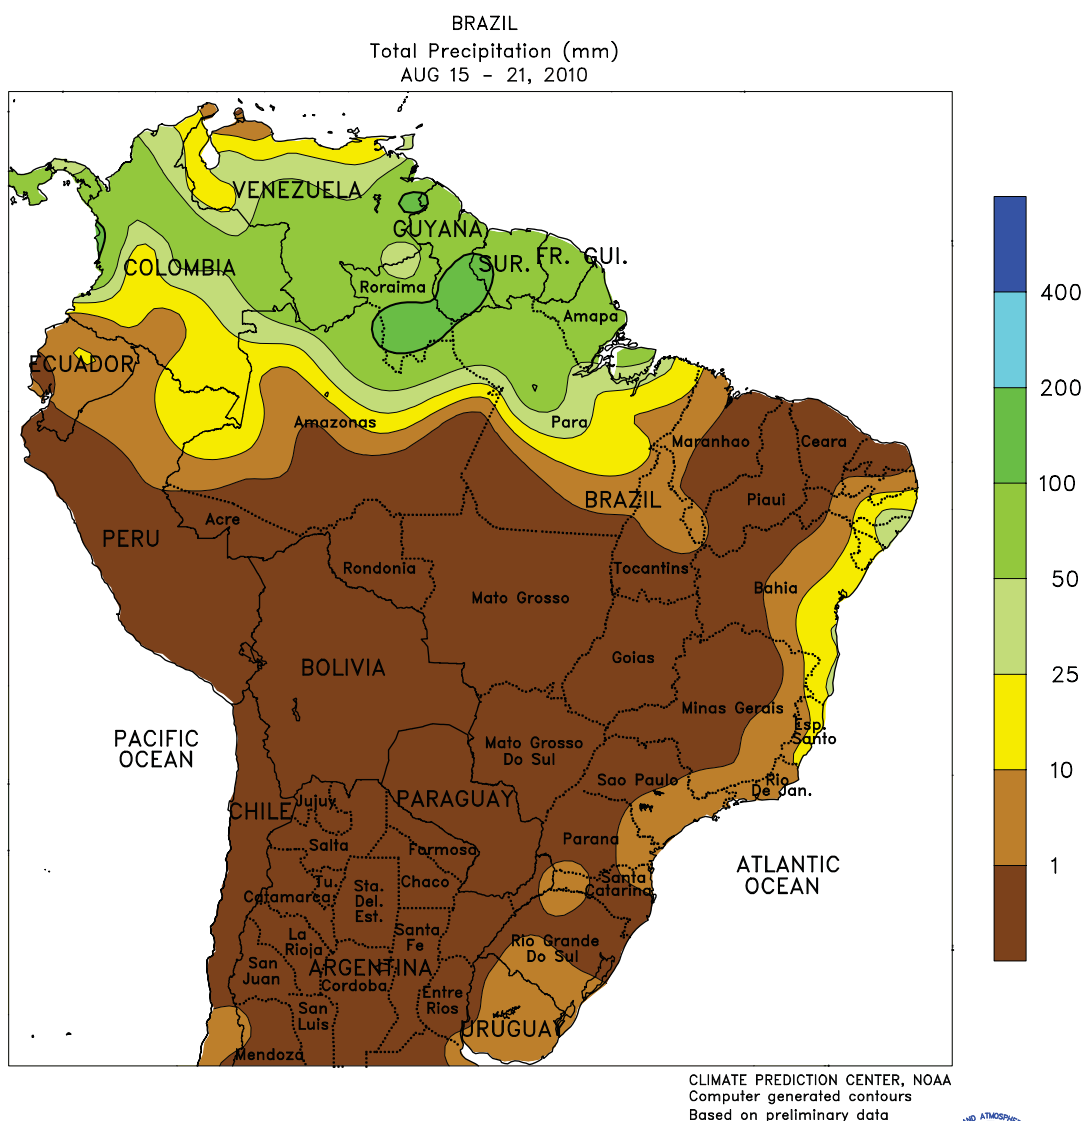 BRAZIL
Total Precipitation (mm)
AUG 15 - 21, 2010
VENEZUELA
GUYANA
SUR.
FR. GUI.
COLOMBIA
Roraima
Amapa
400
ECUADOR
200
Amazonas
Para
Maranhao
Ceara
BRAZIL
Piaui
100
PERU
Acre
Rondonia
Tocantins
Bahia
50
Mato Grosso
BOLIVIA
Goias
25
Minas Gerais
PACIFIC
OCEAN
Mato Grosso
Do Sul
Esp.
Santo
10
Sao Paulo
Rio
De Jan.
CHILE
Jujuy
PARAGUAY
Salta
Formosa
Parana
ATLANTIC
OCEAN
1
Tu.
Catamarca
Sta.
Del.
Est.
Chaco
Santa
Catarina
La
Rioja
Santa
Fe
Rio Grande
Do Sul
San
Juan
ARGENTINA
Cordoba
Entre
Rios
San
Luis
URUGUAY
Mendoza
CLIMATE PREDICTION CENTER, NOAA
Computer generated contours
Based on preliminary data
AND ATMOSPHE